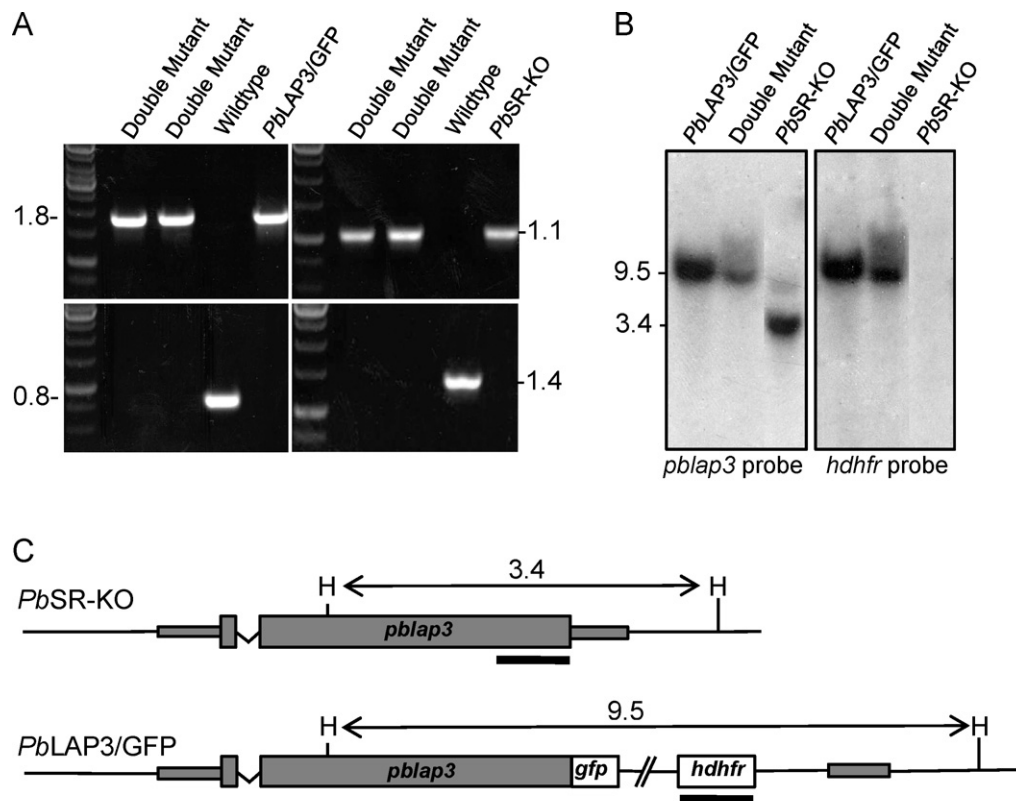 A
Double Mutant
Double Mutant
Wildtype
PbLAP3/GFP
Double Mutant
Double Mutant
Wildtype
PbSR-KO
1.8-
-1.1
0.8-
-1.4
B
PbLAP3/GFP
Double Mutant
PbSR-KO
PbLAP3/GFP
Double Mutant
PbSR-KO
9.5 -
3.4 -
pblap3 probe
hdhfr probe
C
PbSR-KO
H
3.4
H
pblap3
PbLAP3/GFP
H
9.5
H
pblap3
gfp
//
hdhfr